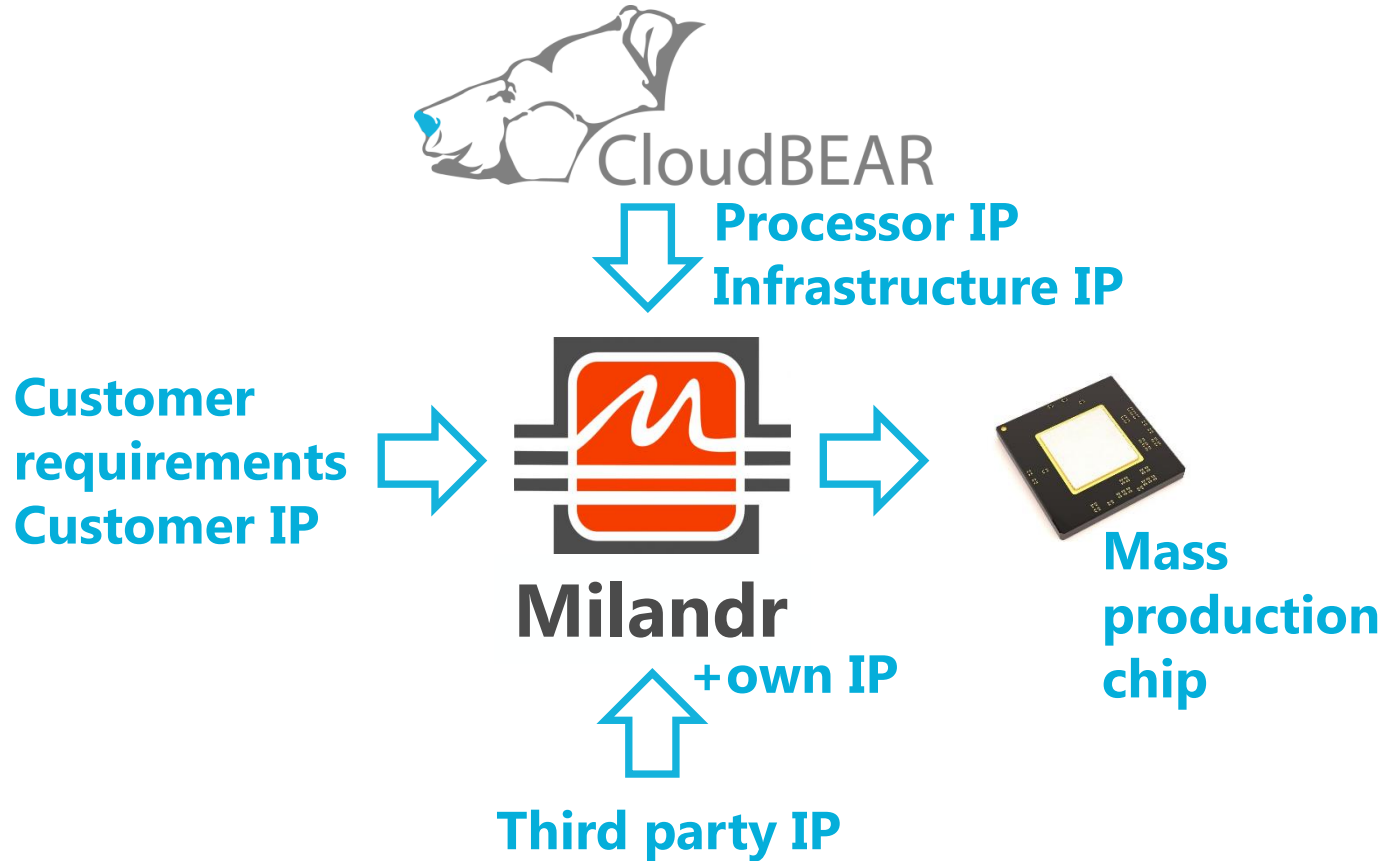 CloudBEAR
Processor IP
Infrastructure IP
Customer
requirements
Customer IP
Milandr
+own IP
Mass
production
chip
Third party IP